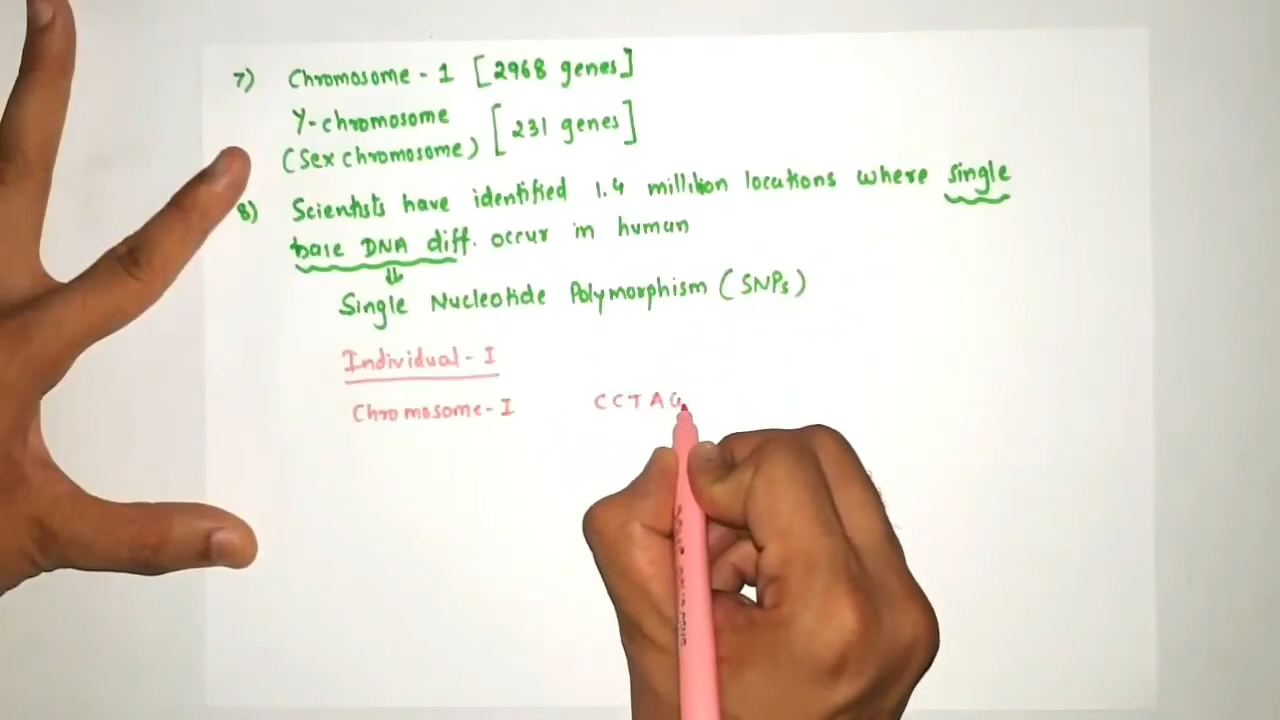 7) Chromosome - 1 [2968 genes]
Y-chromosome
(Sex chromosome) [231 genes]
8) Scientists have identified 1.4 million locations where single
base DNA diff. occur in human
⇓
Single Nucleotide Polymorphism (SNPs)
Individual - I
Chromosome - I CCTAG